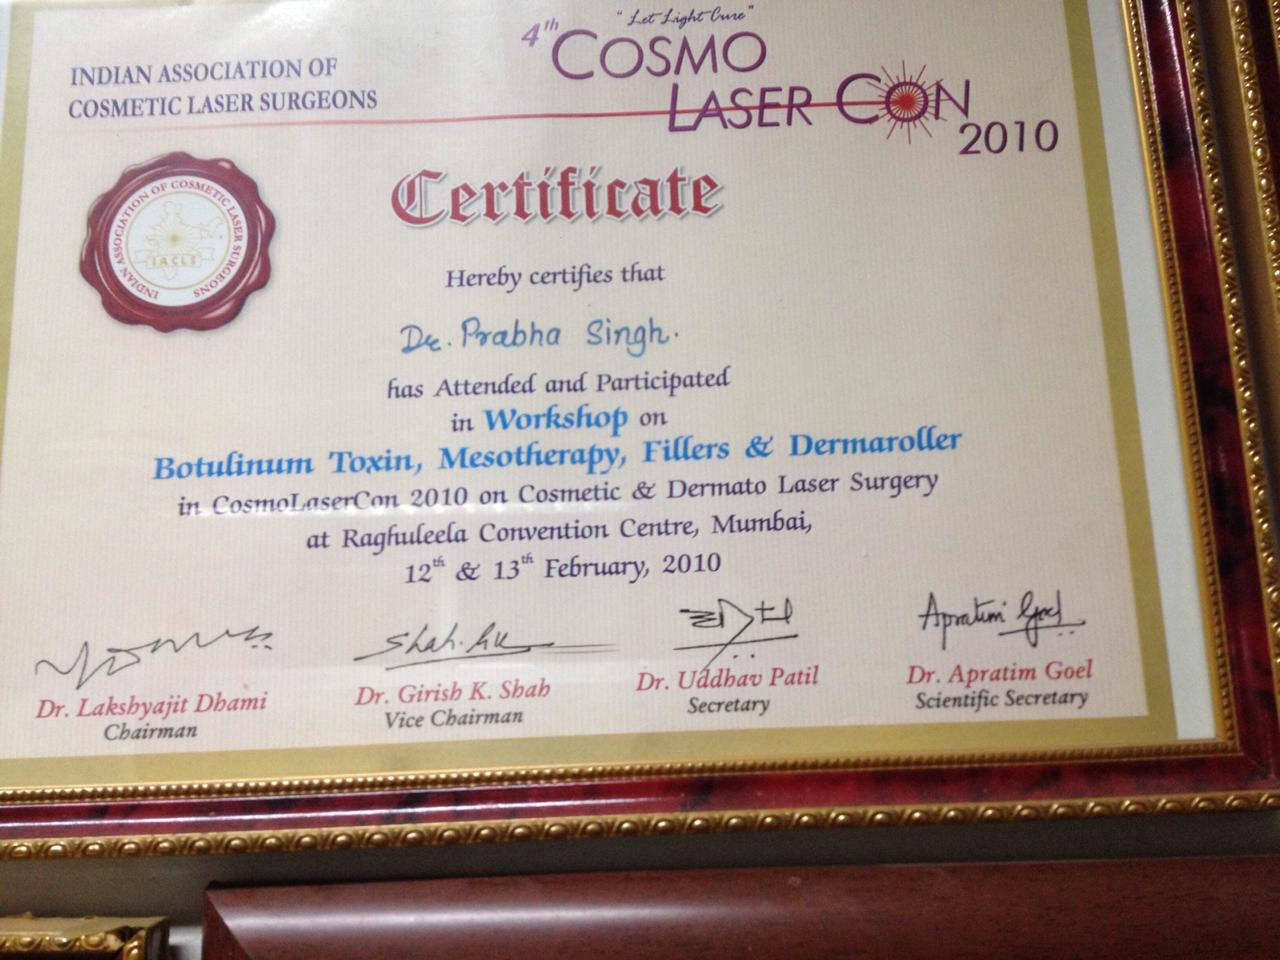 "Let Light Cure"
4th COSMO
LASER CON
2010
INDIAN ASSOCIATION OF
COSMETIC LASER SURGEONS
INDIAN ASSOCIATION OF COSMETIC LASER SURGEONS
IACLS
Certificate
Hereby certifies that
Dr. Prabha Singh.
has Attended and Participated
in Workshop on
Botulinum Toxin, Mesotherapy, Fillers & Dermaroller
in CosmoLaserCon 2010 on Cosmetic & Dermato Laser Surgery
at Raghuleela Convention Centre, Mumbai,
12th & 13th February, 2010
Apratim Goel
Dr. Lakshyajit Dhami
Chairman
Dr. Girish K. Shah
Vice Chairman
Dr. Uddhav Patil
Secretary
Dr. Apratim Goel
Scientific Secretary